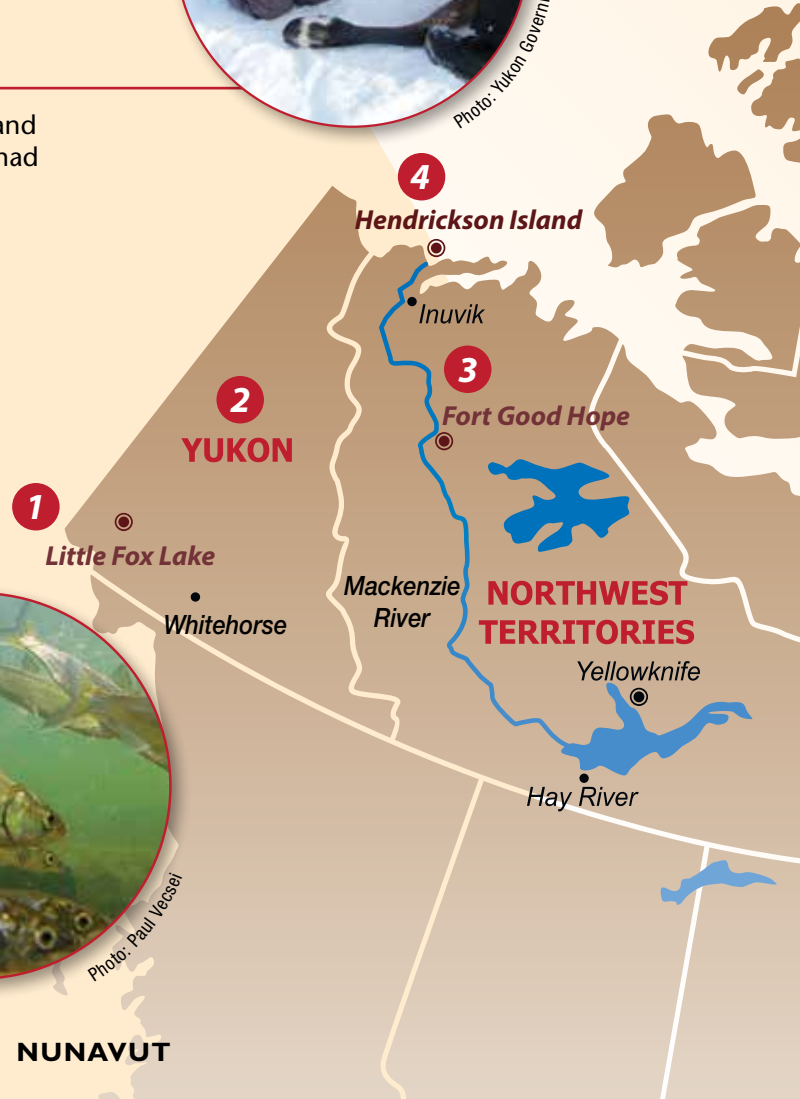 Photo: Yukon Govern
and
had
4
Hendrickson Island
Inuvik
3
Fort Good Hope
2
YUKON
1
Little Fox Lake
Whitehorse
Mackenzie
River
NORTHWEST
TERRITORIES
Yellowknife
Hay River
Photo: Paul Vecsei
NUNAVUT